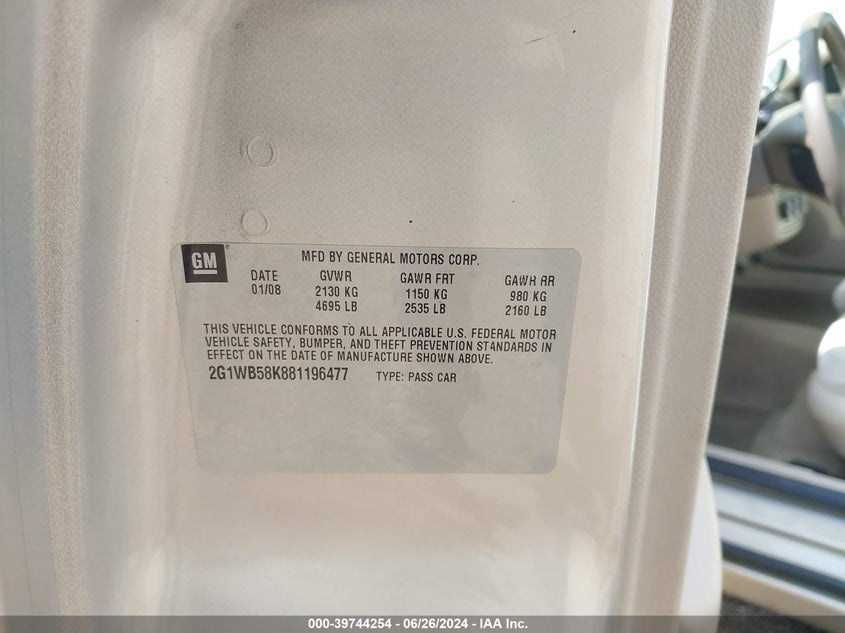 GM
MFD BY GENERAL MOTORS CORP.
DATE GVWR GAWR FRT GAWR RR
01/08 2130 KG 1150 KG 980 KG
4695 LB 2535 LB 2160 LB
THIS VEHICLE CONFORMS TO ALL APPLICABLE U.S. FEDERAL MOTOR
VEHICLE SAFETY, BUMPER, AND THEFT PREVENTION STANDARDS IN
EFFECT ON THE DATE OF MANUFACTURE SHOWN ABOVE.
2G1WB58K881196477 TYPE: PASS CAR
000-39744254 - 06/26/2024 - IAA Inc.